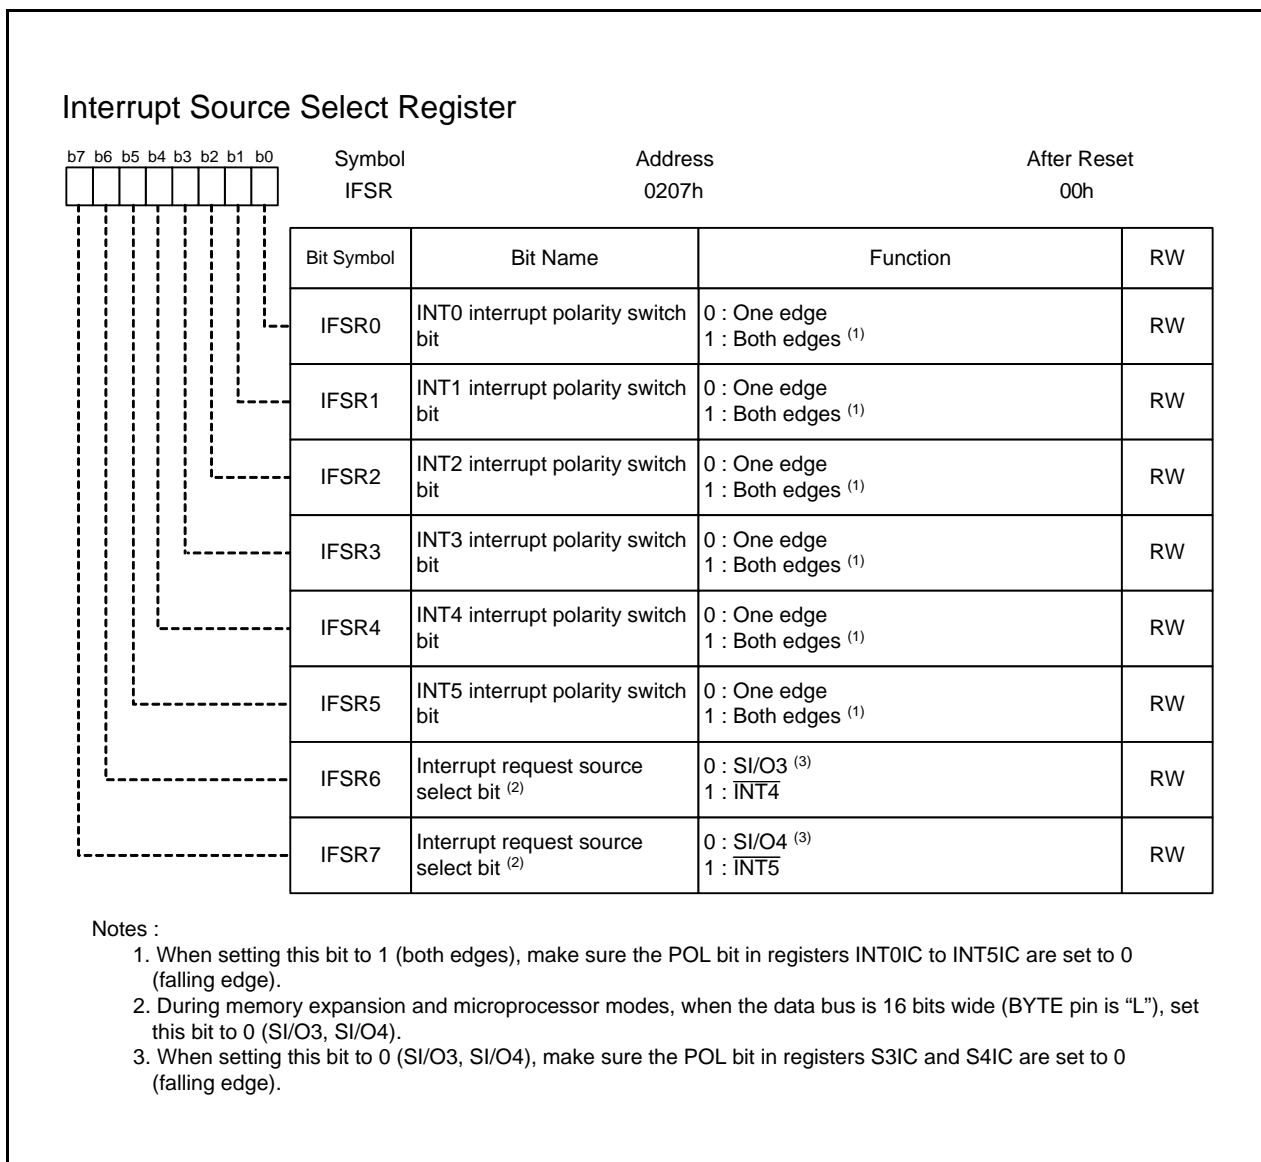 Interrupt Source Select Register
b7 b6 b5 b4 b3 b2 b1 b0
Symbol Address After Reset
IFSR 0207h 00h
Bit Symbol Bit Name Function RW
IFSR0 INT0 interrupt polarity switch bit 0 : One edge
1 : Both edges (1) RW
IFSR1 INT1 interrupt polarity switch bit 0 : One edge
1 : Both edges (1) RW
IFSR2 INT2 interrupt polarity switch bit 0 : One edge
1 : Both edges (1) RW
IFSR3 INT3 interrupt polarity switch bit 0 : One edge
1 : Both edges (1) RW
IFSR4 INT4 interrupt polarity switch bit 0 : One edge
1 : Both edges (1) RW
IFSR5 INT5 interrupt polarity switch bit 0 : One edge
1 : Both edges (1) RW
IFSR6 Interrupt request source select bit (2) 0 : SI/O3 (3)
1 : I̅N̅T̅4̅ RW
IFSR7 Interrupt request source select bit (2) 0 : SI/O4 (3)
1 : I̅N̅T̅5̅ RW
Notes :
1. When setting this bit to 1 (both edges), make sure the POL bit in registers INT0IC to INT5IC are set to 0
(falling edge).
2. During memory expansion and microprocessor modes, when the data bus is 16 bits wide (BYTE pin is “L”), set
this bit to 0 (SI/O3, SI/O4).
3. When setting this bit to 0 (SI/O3, SI/O4), make sure the POL bit in registers S3IC and S4IC are set to 0
(falling edge).